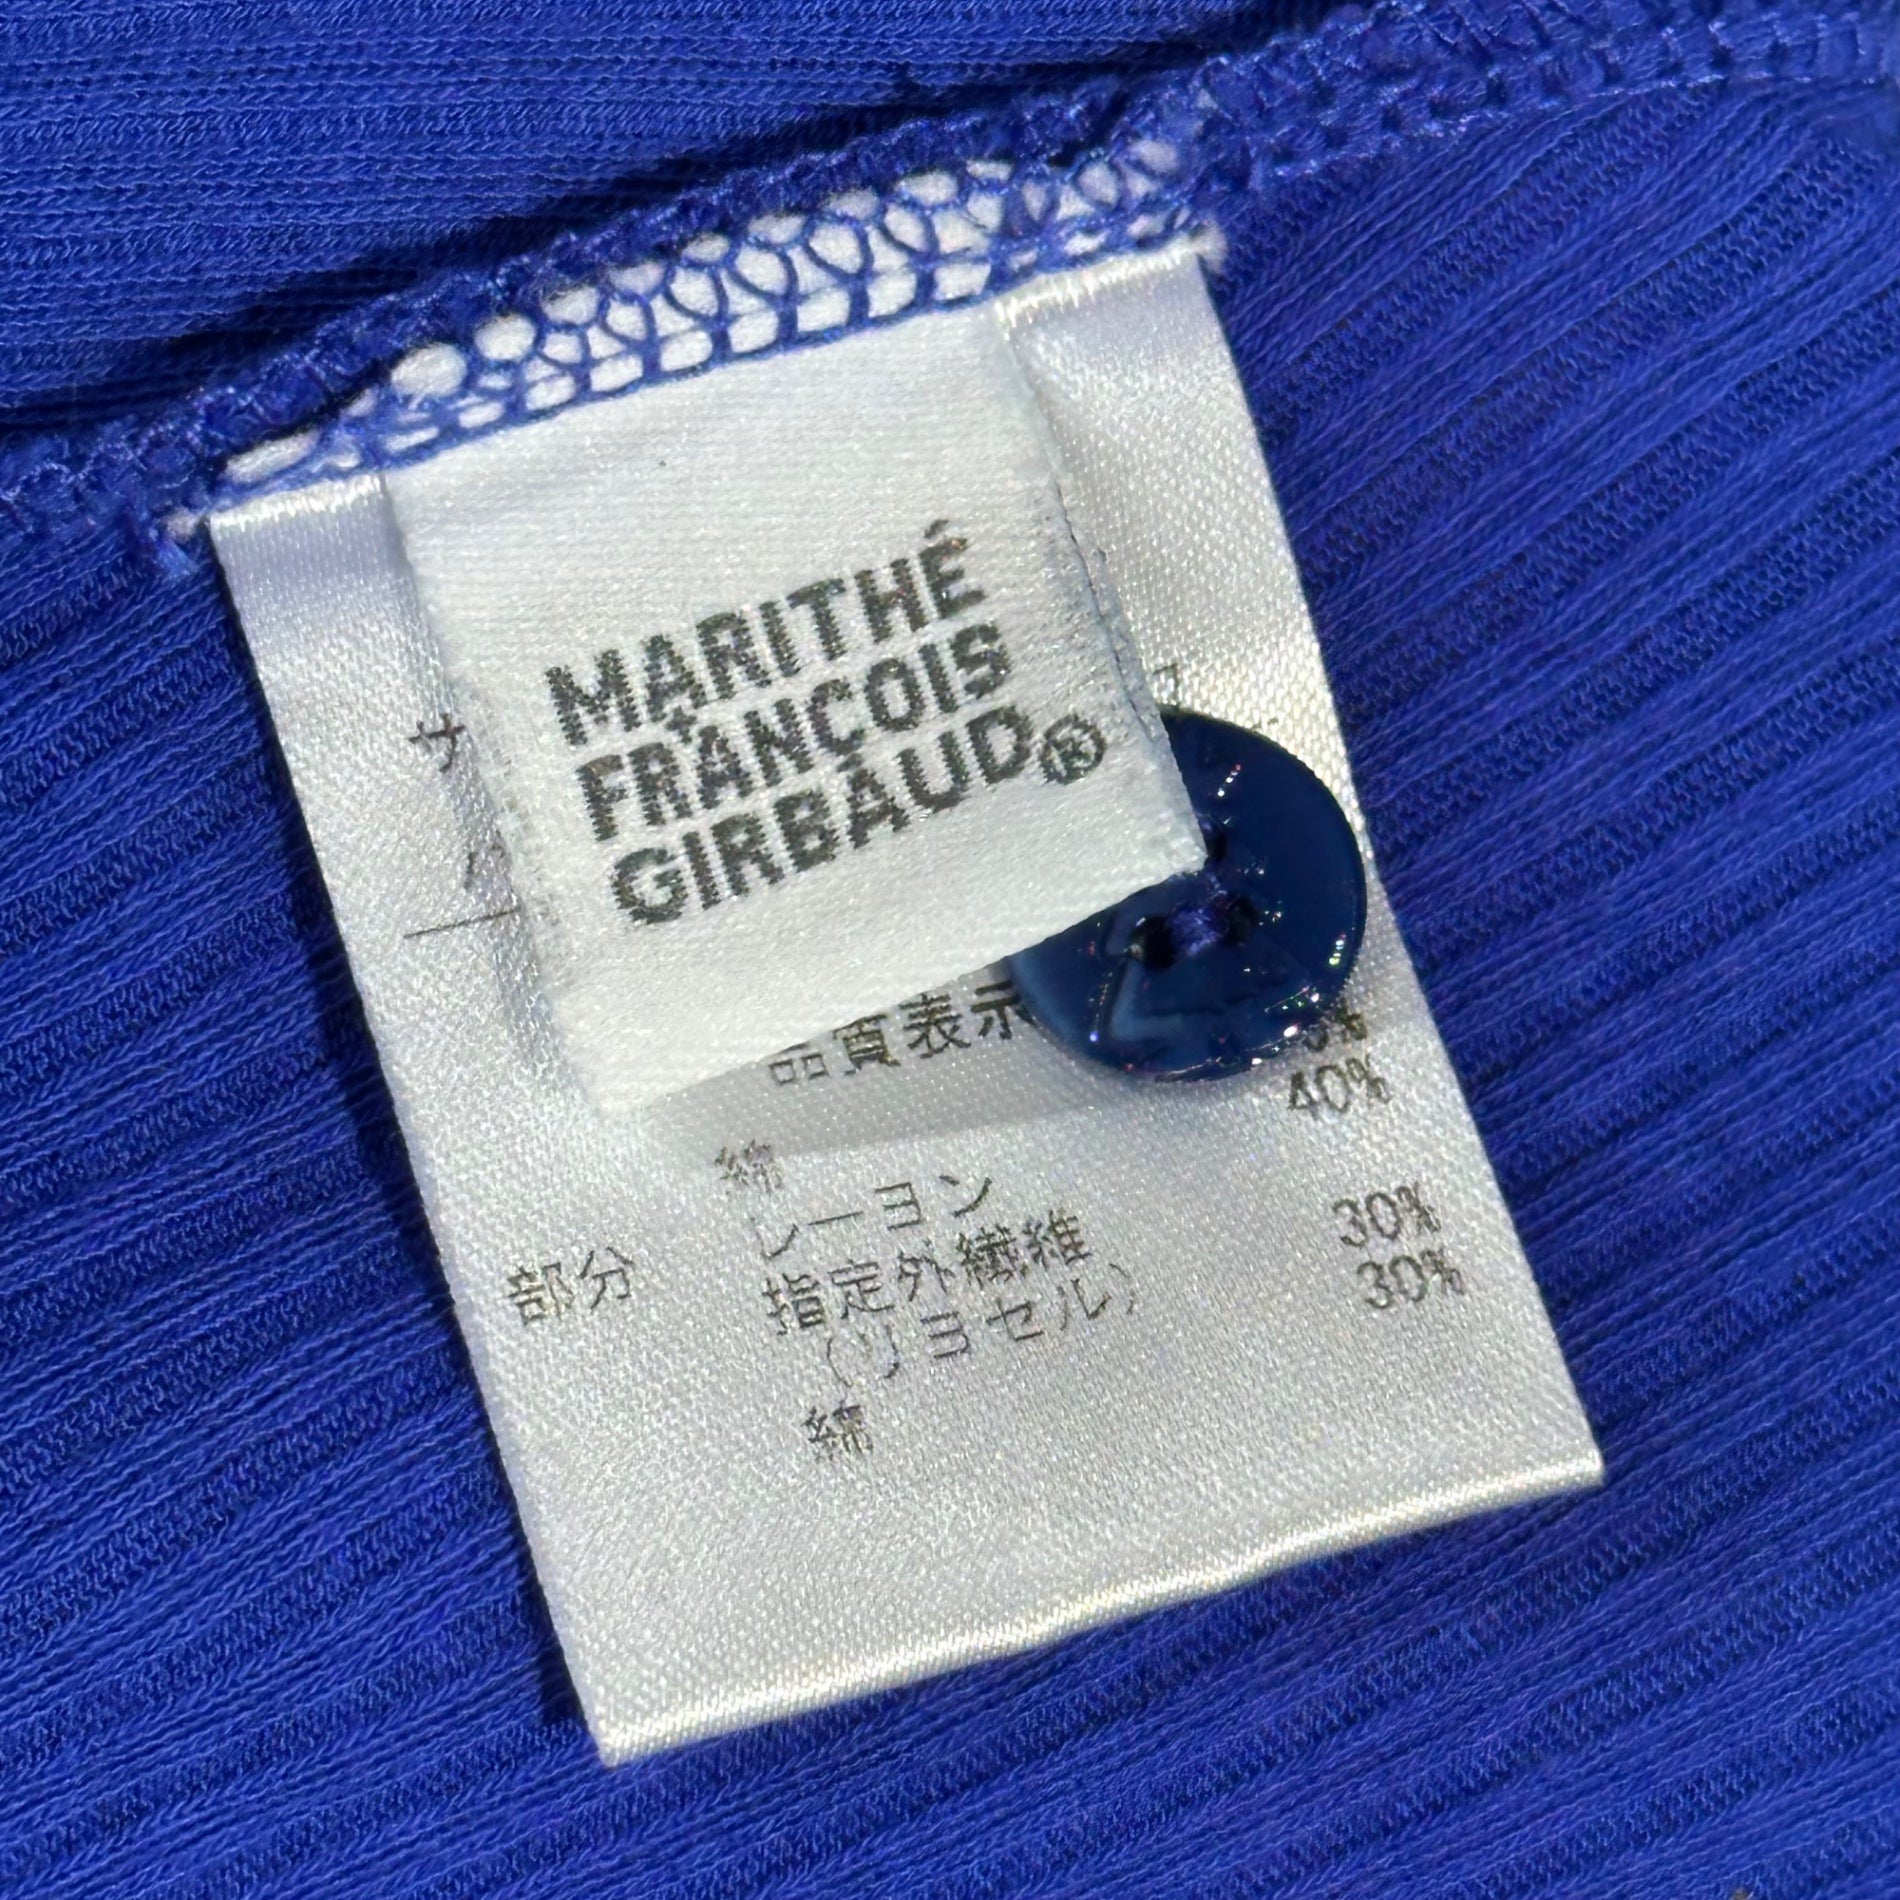 MARITHÉ
+
FRANÇOIS
GIRBAUD®
サ
品質表示
綿
部分 レーヨン 40%
指定外繊維
(リヨセル) 30%
綿 30%